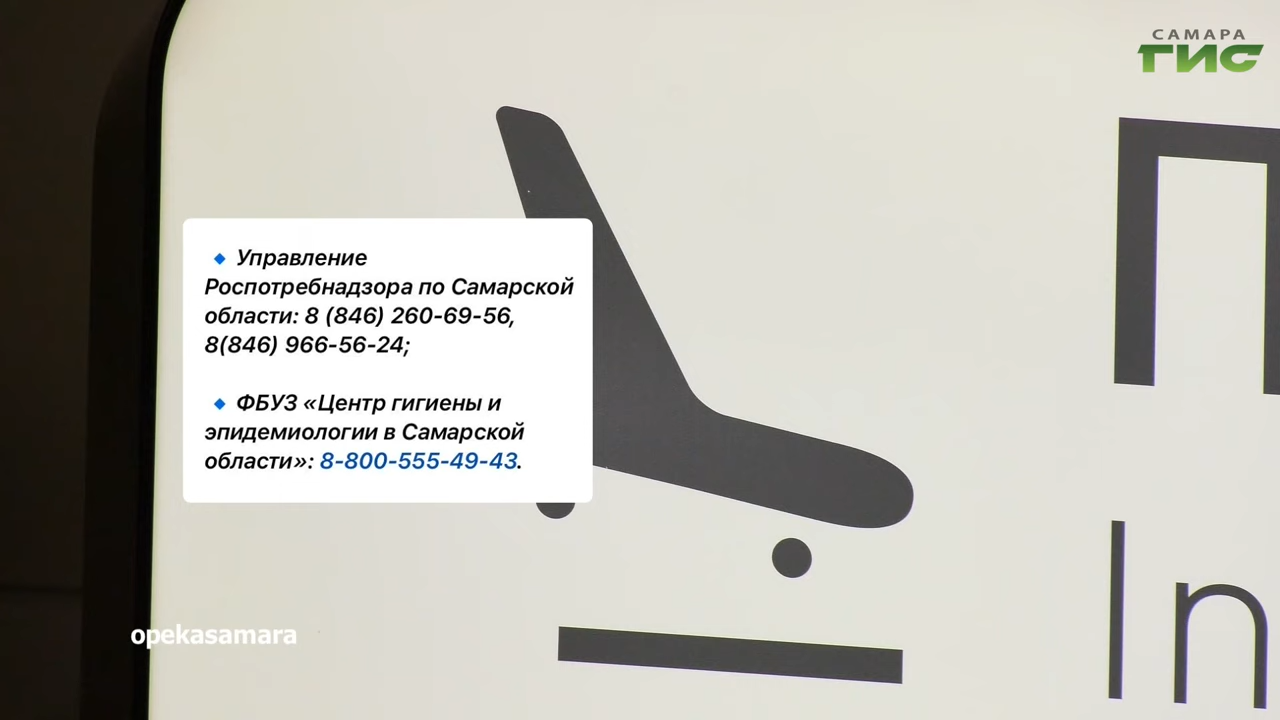 САМАРА
ГИС
🔹 Управление
Роспотребнадзора по Самарской
области: 8 (846) 260-69-56,
8(846) 966-56-24;
🔹 ФБУЗ «Центр гигиены и
эпидемиологии в Самарской
области»: 8-800-555-49-43.
In
opekasamara